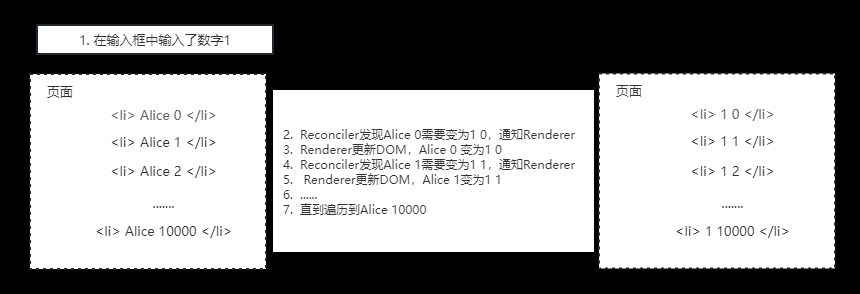 1. 在输入框中输入了数字1
页面
<li> Alice 0 </li>
<li> Alice 1 </li>
<li> Alice 2 </li>
.......
<li> Alice 10000 </li>
2. Reconciler发现Alice 0需要变为1 0，通知Renderer
3. Renderer更新DOM，Alice 0 变为1 0
4. Reconciler发现Alice 1需要变为1 1，通知Renderer
5. Renderer更新DOM，Alice 1变为1 1
6. ......
7. 直到遍历到Alice 10000
页面
<li> 1 0 </li>
<li> 1 1 </li>
<li> 1 2 </li>
.......
<li> 1 10000 </li>